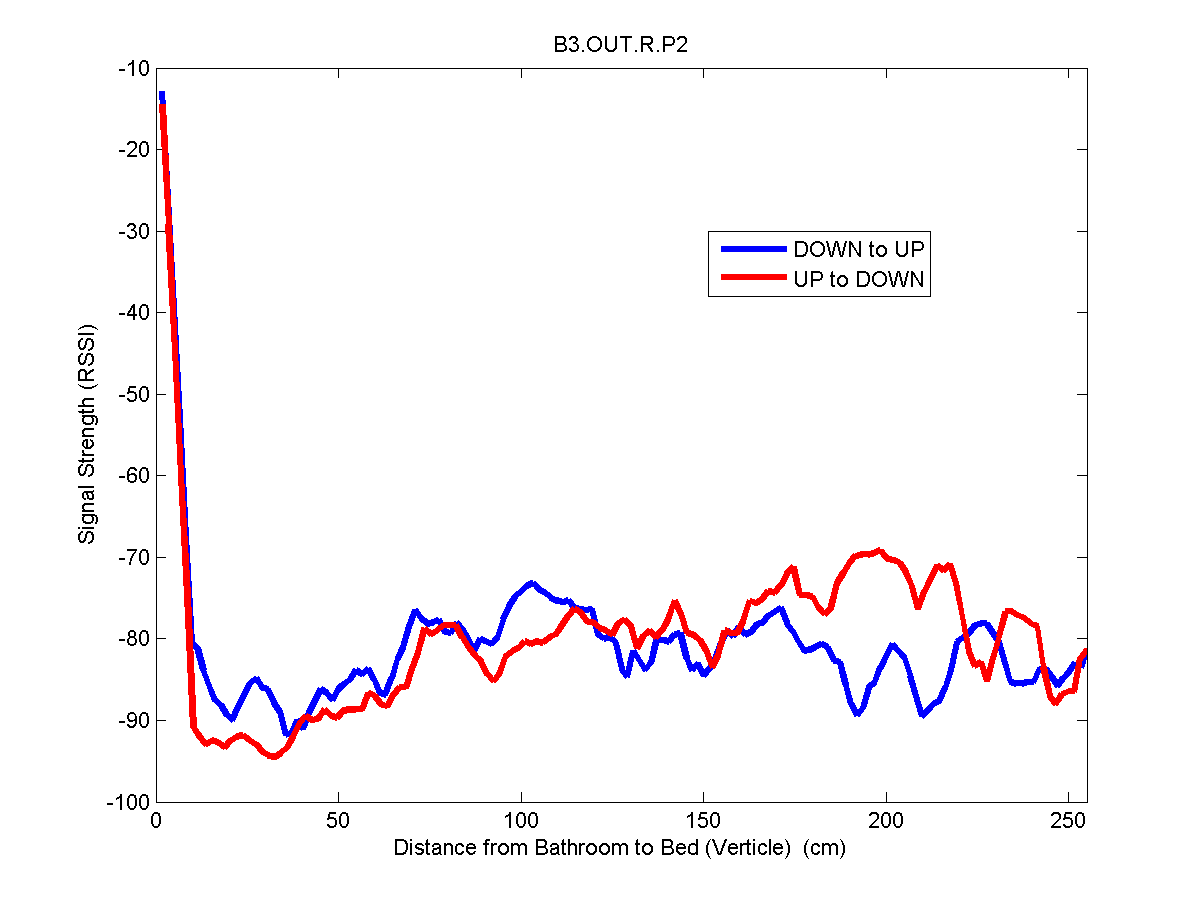 B3.OUT.R.P2
-10
-20
-30
-40
-50
-60
-70
-80
-90
-100
Signal Strength (RSSI)
DOWN to UP
UP to DOWN
0 50 100 150 200 250
Distance from Bathroom to Bed (Verticle)  (cm)